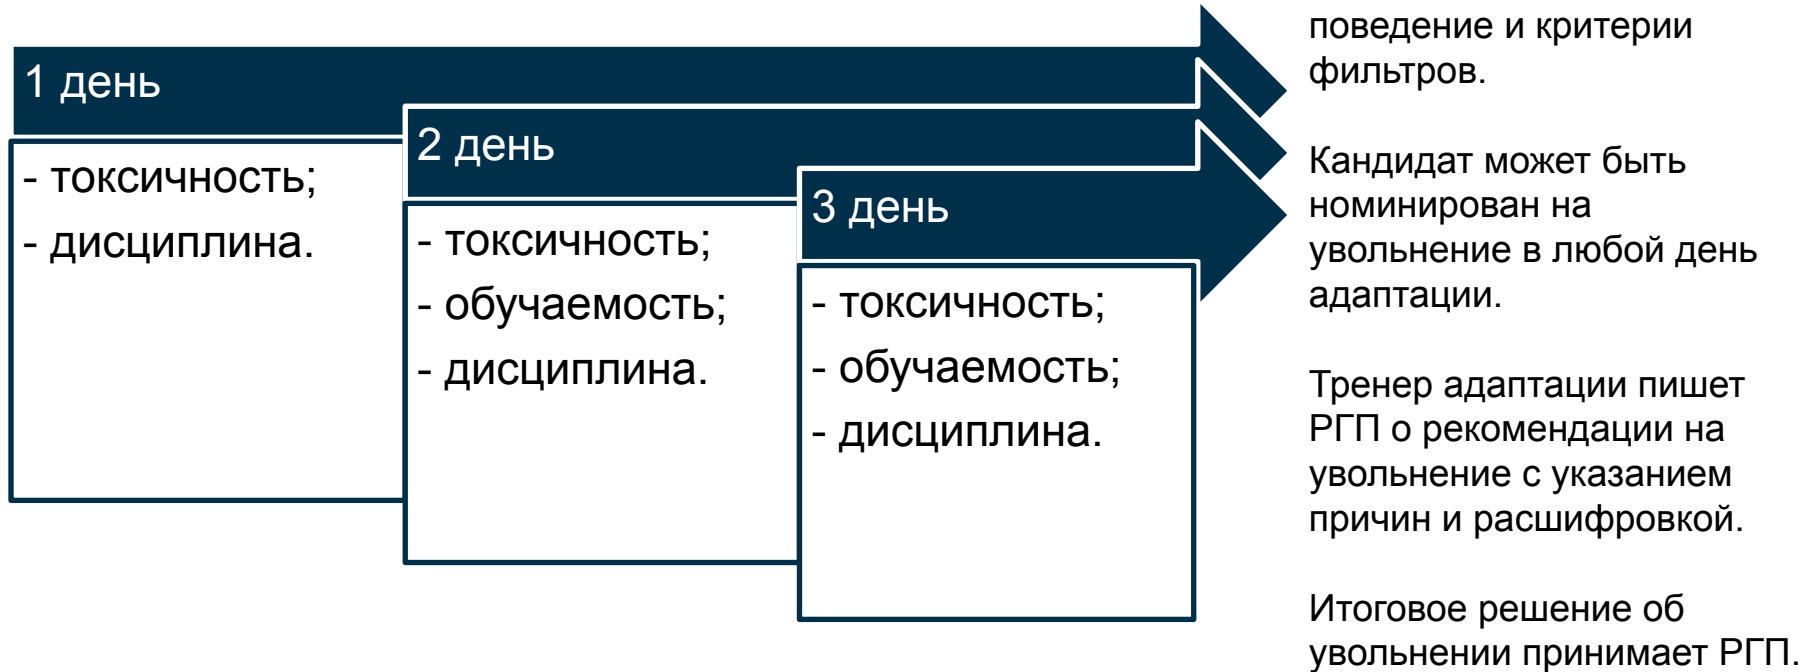 1 день
- токсичность;
- дисциплина.
2 день
- токсичность;
- обучаемость;
- дисциплина.
3 день
- токсичность;
- обучаемость;
- дисциплина.
поведение и критерии
фильтров.
Кандидат может быть
номинирован на
увольнение в любой день
адаптации.
Тренер адаптации пишет
РГП о рекомендации на
увольнение с указанием
причин и расшифровкой.
Итоговое решение об
увольнении принимает РГП.